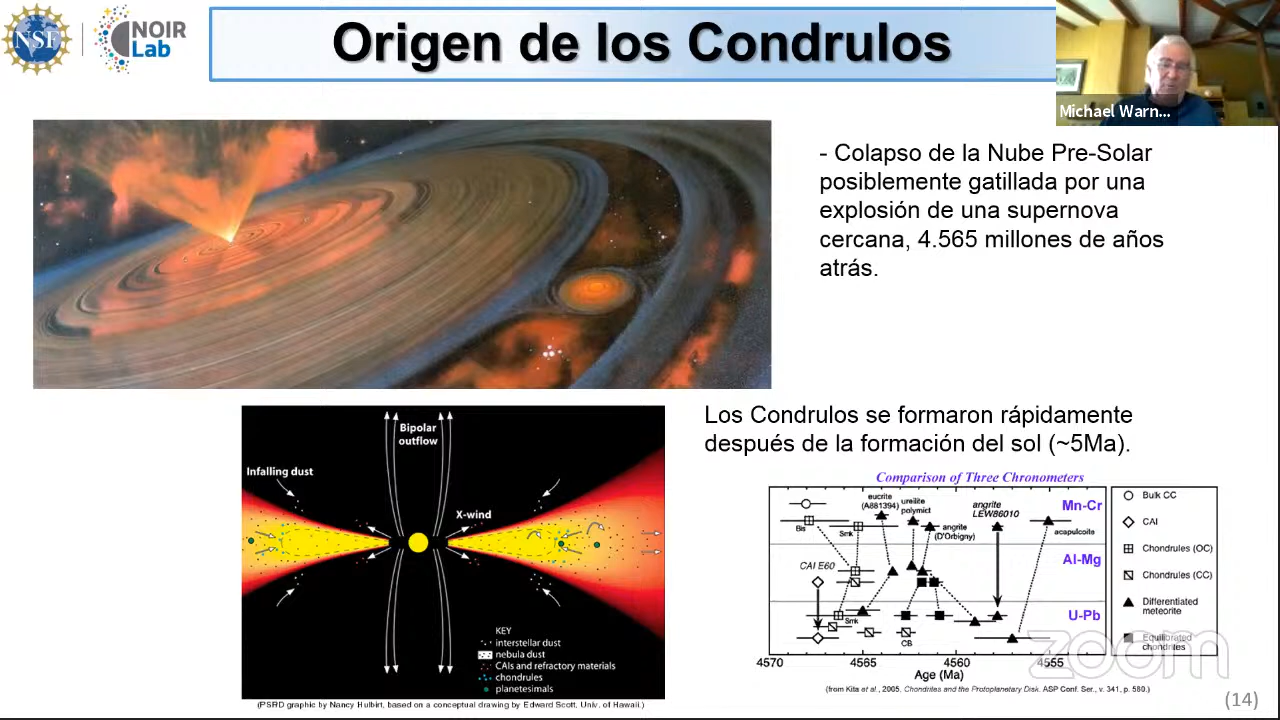 NSF
NOIR
Lab
Origen de los Condrulos
Michael Warn...
- Colapso de la Nube Pre-Solar
posiblemente gatillada por una
explosión de una supernova
cercana, 4.565 millones de años
atrás.
Bipolar
outflow
Infalling dust
X-wind
KEY
interstellar dust
nebula dust
CAIs and refractory materials
chondrules
planetesimals
(PSRD graphic by Nancy Hulbirt, based on a conceptual drawing by Edward Scott, Univ. of Hawaii.)
Los Condrulos se formaron rápidamente
después de la formación del sol (~5Ma).
Comparison of Three Chronometers
eucrite
(A881394)
ureilite
polymict
angrite
LEW86010
Mn-Cr
Bis
Smk
angrite
(D'Orbigny)
acapulcoite
Al-Mg
CAI E60
U-Pb
Smk
CB
4570
4565
4560
4555
Age (Ma)
Bulk CC
CAI
Chondrules (OC)
Chondrules (CC)
Differentiated
meteorite
Equilibrated
chondrites
(from Kita et al., 2005. Chondrites and the Protoplanetary Disk. ASP Conf. Ser., v. 341, p. 580.)
zoom
(14)